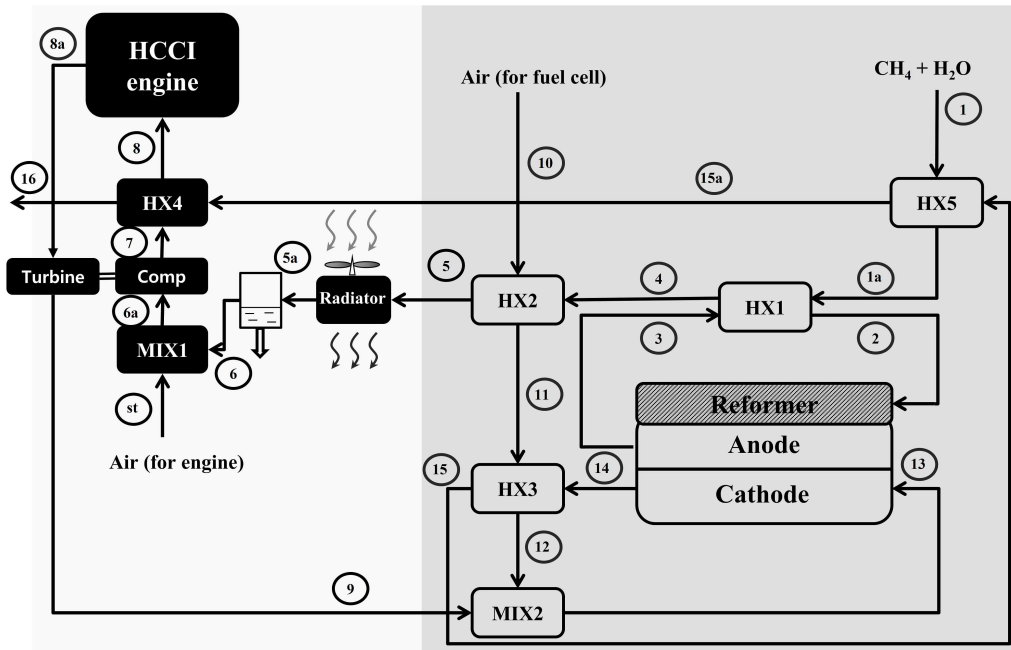 8a
HCCI
engine
Air (for fuel cell)
CH₄ + H₂O
1
8
10
16
15a
HX4
HX5
7
5a
5
4
1a
Turbine
Comp
Radiator
HX2
HX1
6a
3
2
MIX1
6
11
Reformer
st
Anode
Air (for engine)
15
14
13
HX3
Cathode
12
9
MIX2